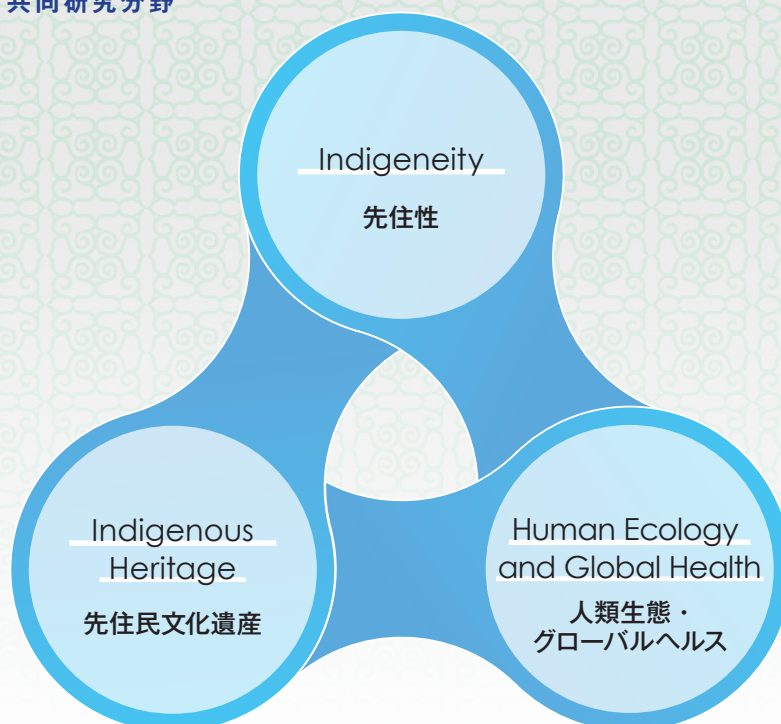 共同研究分野
Indigeneity
先住性
Indigenous
Heritage
先住民文化遺産
Human Ecology
and Global Health
人類生態・
グローバルヘルス